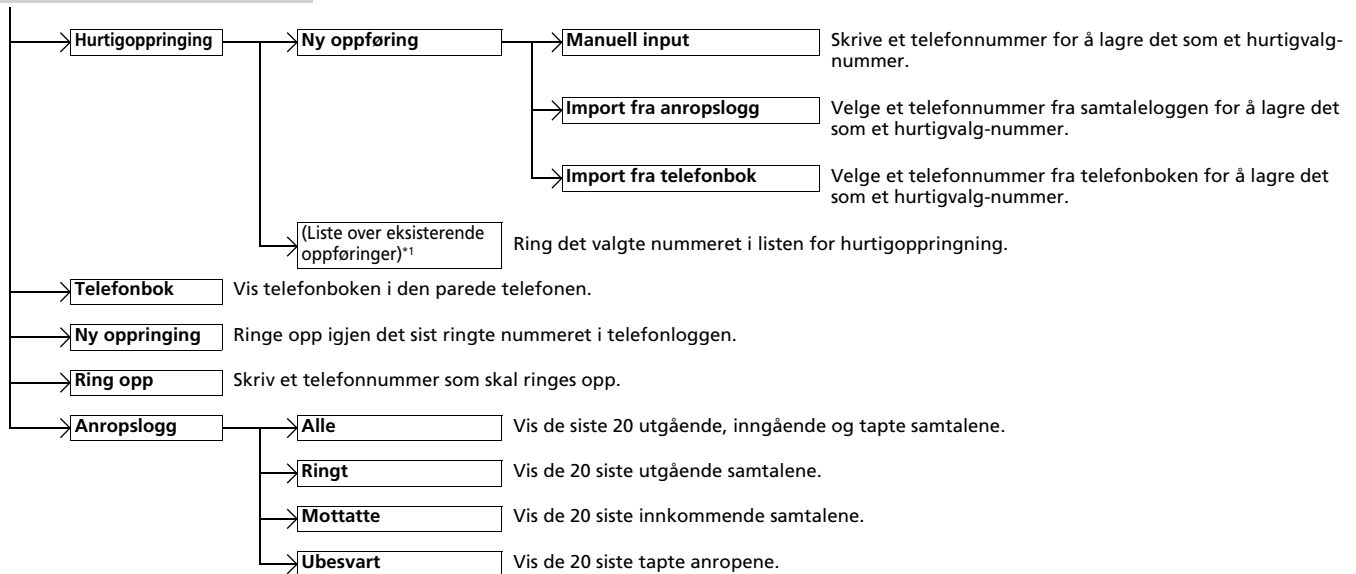 Hurtigoppringing
Ny oppføring
Manuell input
Skrive et telefonnummer for å lagre det som et hurtigvalg-
nummer.
Import fra anropslogg
Velge et telefonnummer fra samtaleloggen for å lagre det
som et hurtigvalg-nummer.
Import fra telefonbok
Velge et telefonnummer fra telefonboken for å lagre det
som et hurtigvalg-nummer.
(Liste over eksisterende
oppføringer)*1
Ring det valgte nummeret i listen for hurtigoppringning.
Telefonbok
Vis telefonboken i den parede telefonen.
Ny oppringing
Ringe opp igjen det sist ringte nummeret i telefonloggen.
Ring opp
Skriv et telefonnummer som skal ringes opp.
Anropslogg
Alle
Vis de siste 20 utgående, inngående og tapte samtalene.
Ringt
Vis de 20 siste utgående samtalene.
Mottatte
Vis de 20 siste innkommende samtalene.
Ubesvart
Vis de 20 siste tapte anropene.